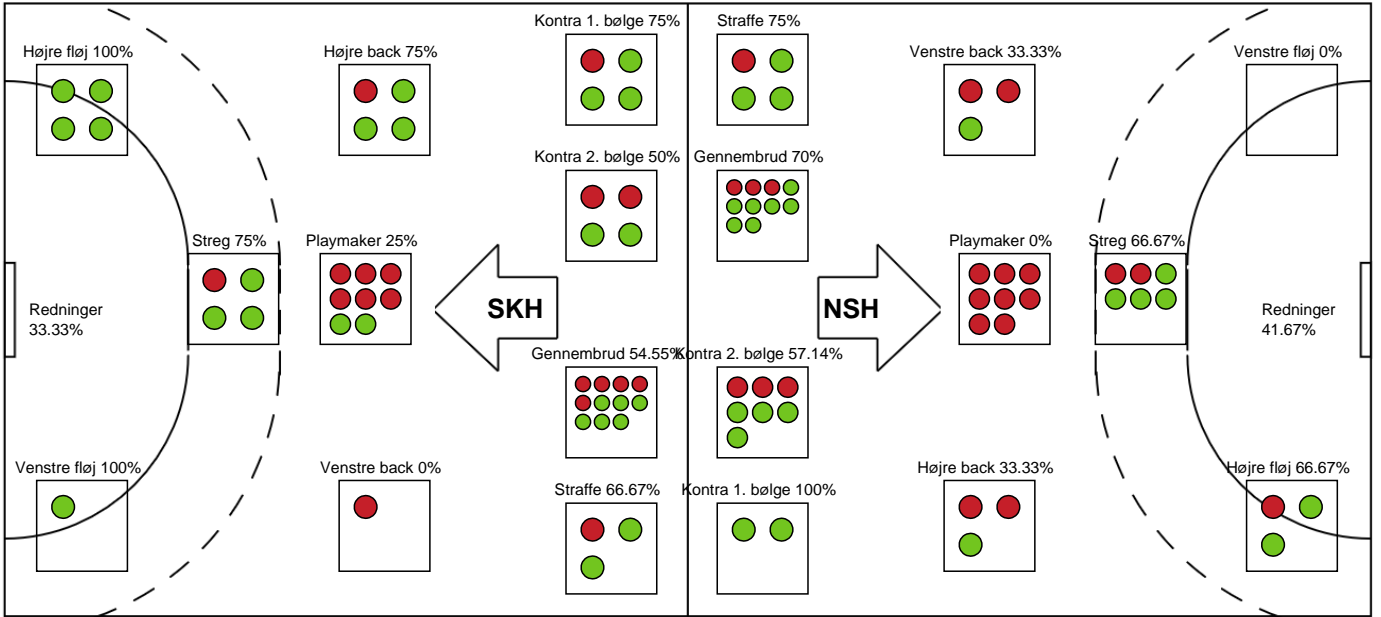 Kontra 1. bølge 75%
Straffe 75%
Højre fløj 100%
Højre back 75%
Venstre back 33.33%
Venstre fløj 0%
Kontra 2. bølge 50%
Gennembrud 70%
Streg 75%
Playmaker 25%
Playmaker 0%
Streg 66.67%
Redninger
33.33%
SKH
NSH
Redninger
41.67%
Gennembrud 54.55%
Kontra 2. bølge 57.14%
Venstre fløj 100%
Venstre back 0%
Højre back 33.33%
Højre fløj 66.67%
Straffe 66.67%
Kontra 1. bølge 100%